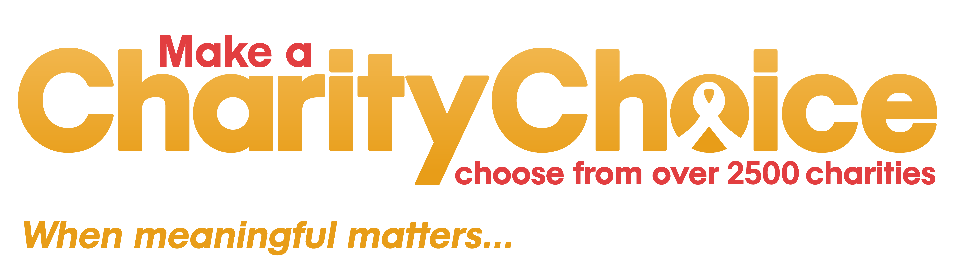 Make a
CharityChoice
choose from over 2500 charities
When meaningful matters...